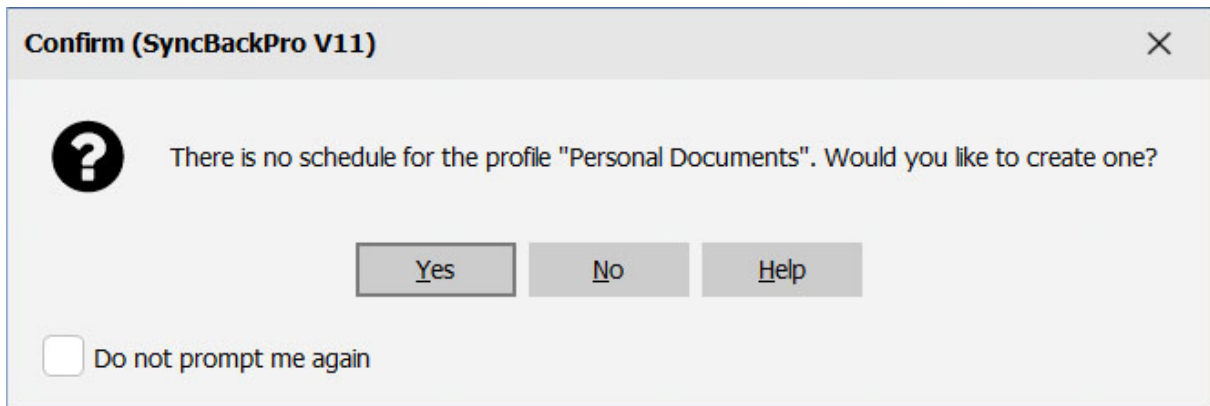 Confirm (SyncBackPro V11)
There is no schedule for the profile "Personal Documents". Would you like to create one?
Yes No Help
Do not prompt me again